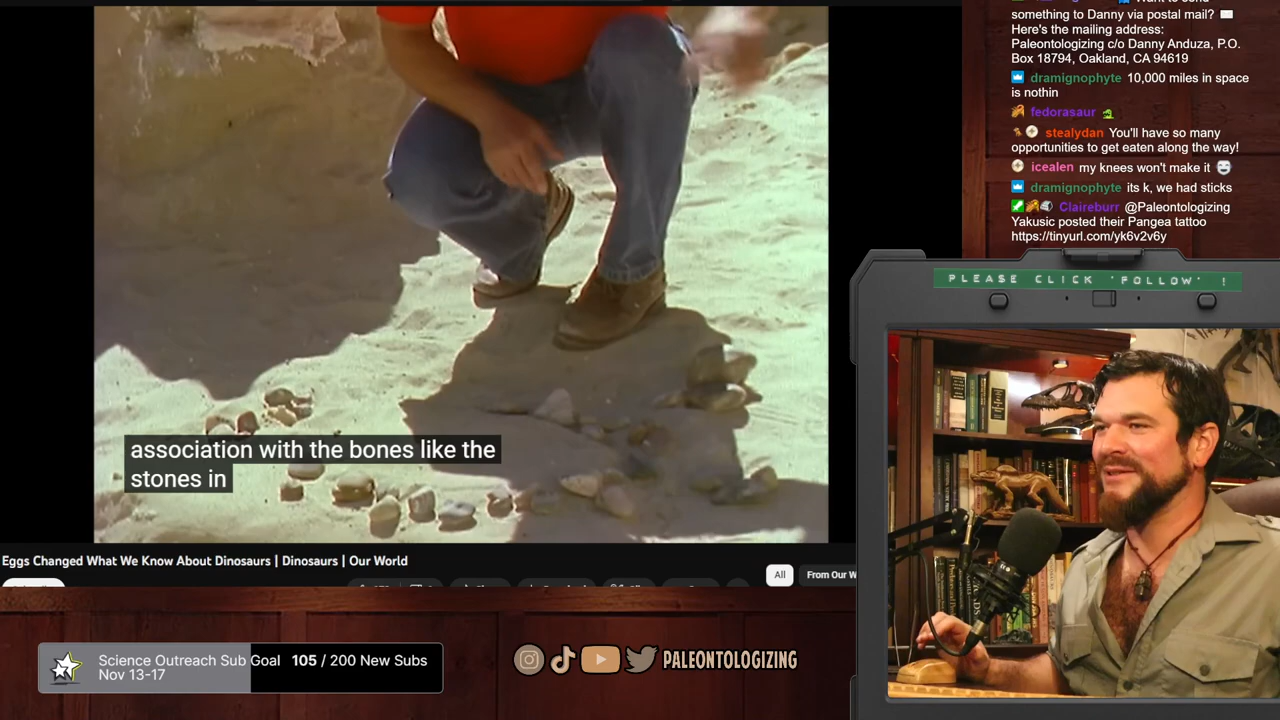 something to Danny via postal mail?
Here's the mailing address:
Paleontologizing c/o Danny Anduza, P.O.
Box 18794, Oakland, CA 94619
dramignophyte 10,000 miles in space
is nothin
fedorasaur
stealydan You'll have so many
opportunities to get eaten along the way!
icealen my knees won't make it
dramignophyte its k, we had sticks
Claireburr @Paleontologizing
Yakusic posted their Pangea tattoo
https://tinyurl.com/yk6v2v6y
PLEASE CLICK "FOLLOW" !
association with the bones like the
stones in
Eggs Changed What We Know About Dinosaurs | Dinosaurs | Our World
All
From Our W
Science Outreach Sub Goal 105 / 200 New Subs
Nov 13-17
PALEONTOLOGIZING